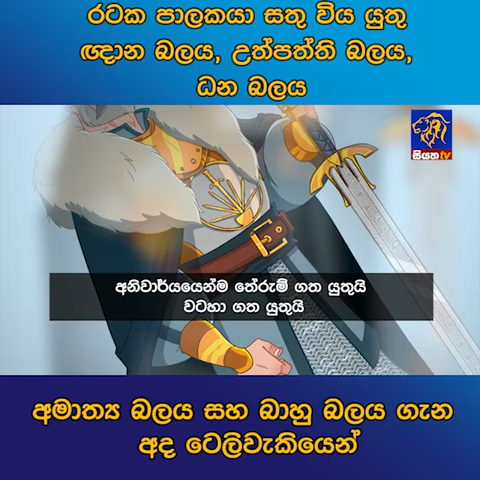 රටක පාලකයා සතු විය යුතු
ඥාන බලය, උත්පත්ති බලය,
ධන බලය
සියත tv
අනිවාර්යයෙන්ම තේරුම් ගත යුතුයි
වටහා ගත යුතුයි
අමාත්‍ය බලය සහ බාහු බලය ගැන
අද ටෙලිවැකියෙන්